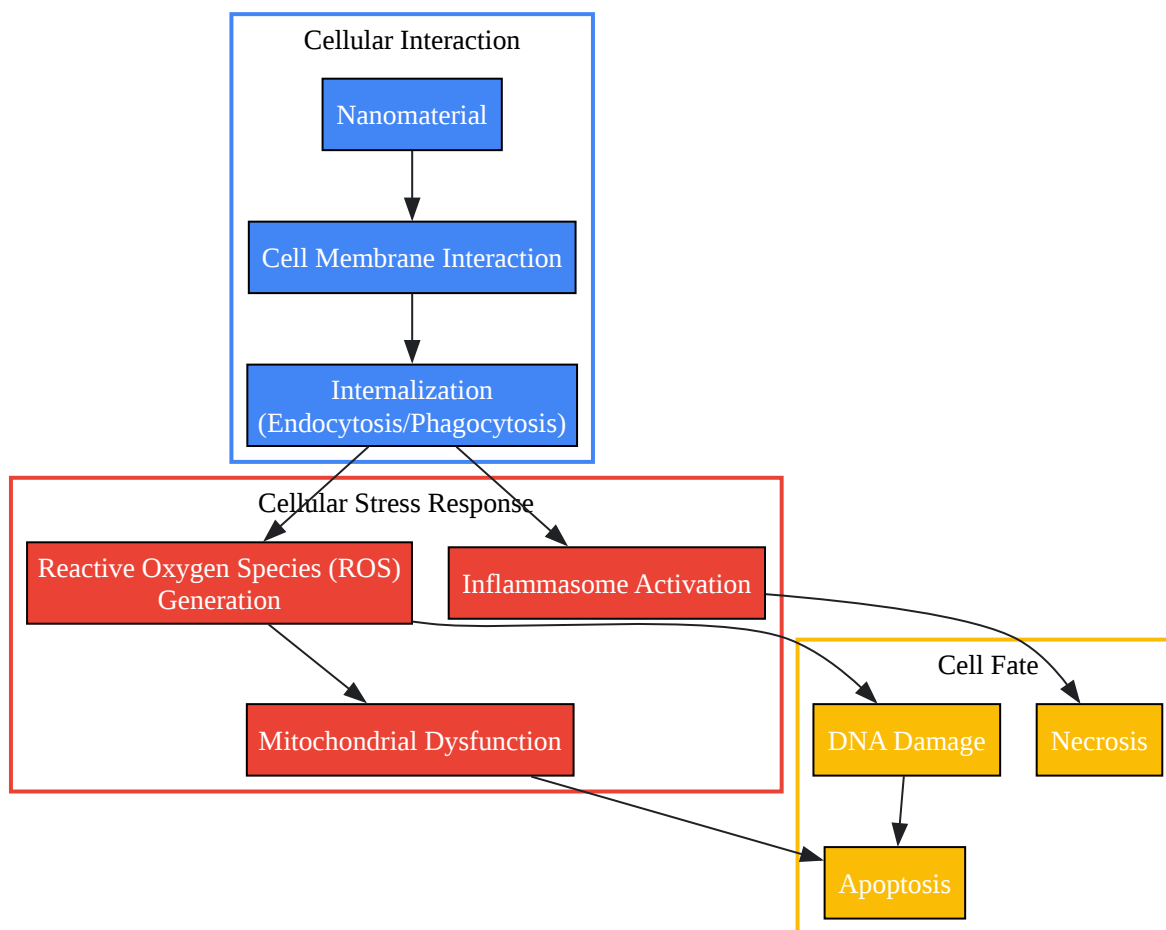 Cellular Interaction
Nanomaterial
Cell Membrane Interaction
Internalization
(Endocytosis/Phagocytosis)
Cellular Stress Response
Reactive Oxygen Species (ROS)
Generation
Inflammasome Activation
Mitochondrial Dysfunction
Cell Fate
DNA Damage
Necrosis
Apoptosis